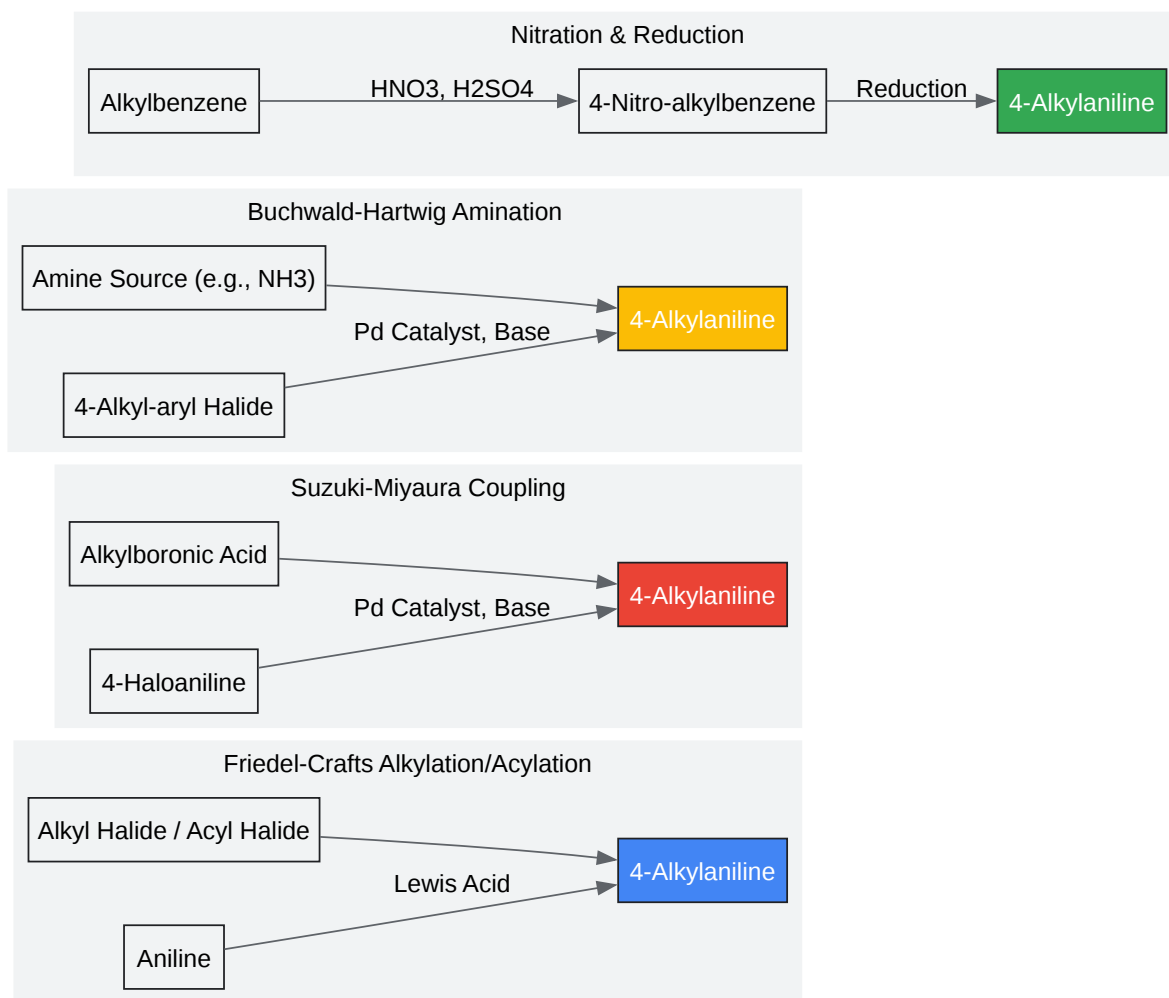 Nitration & Reduction
Alkylbenzene
HNO3, H2SO4
4-Nitro-alkylbenzene
Reduction
4-Alkylaniline
Buchwald-Hartwig Amination
Amine Source (e.g., NH3)
4-Alkylaniline
Pd Catalyst, Base
4-Alkyl-aryl Halide
Suzuki-Miyaura Coupling
Alkylboronic Acid
4-Alkylaniline
Pd Catalyst, Base
4-Haloaniline
Friedel-Crafts Alkylation/Acylation
Alkyl Halide / Acyl Halide
4-Alkylaniline
Lewis Acid
Aniline